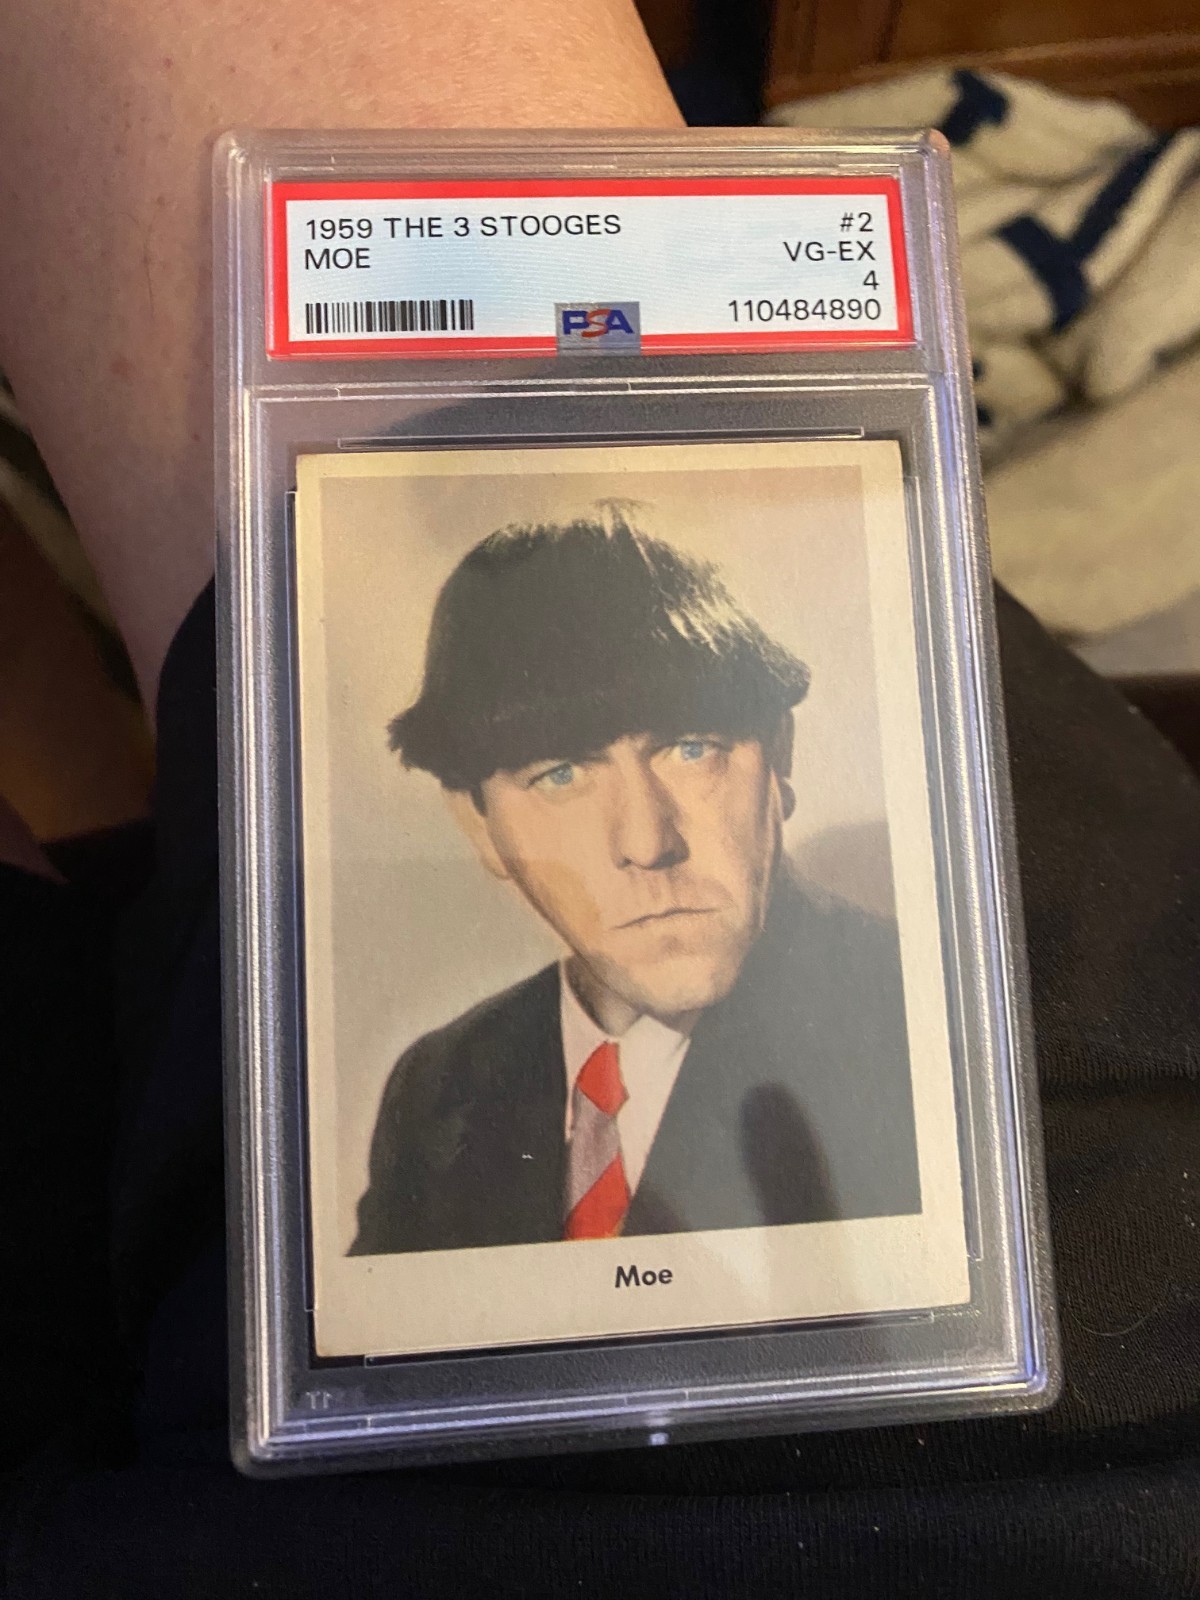 1959 THE 3 STOOGES #2
MOE VG-EX
4
PSA 110484890
Moe